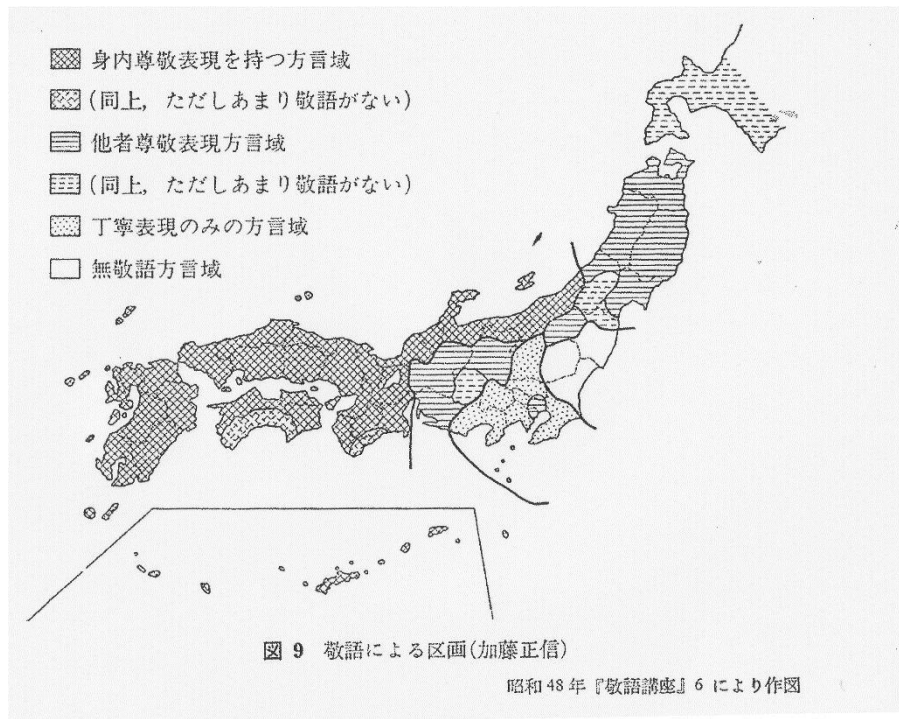 身内尊敬表現を持つ方言域
(同上，ただしあまり敬語がない)
他者尊敬表現方言域
(同上，ただしあまり敬語がない)
丁寧表現のみの方言域
無敬語方言域
図 9 敬語による区画(加藤正信)
昭和48年『敬語講座』6 により作図